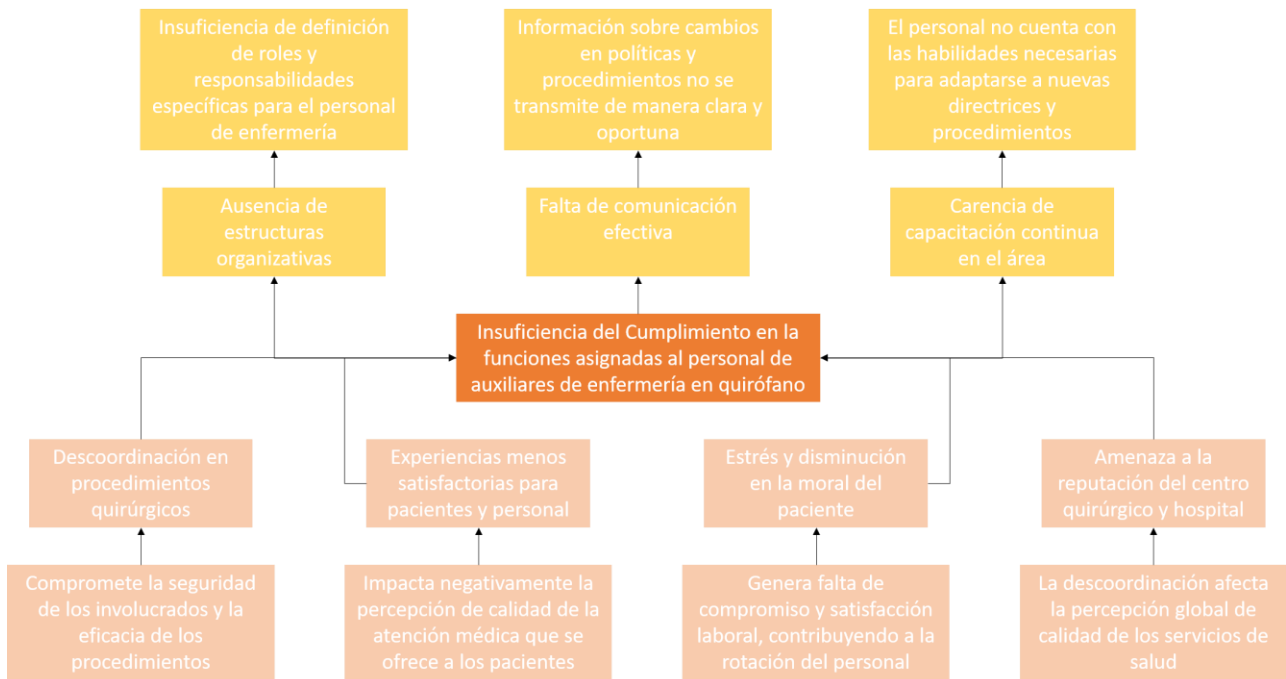 Insuficiencia de definición
de roles y
responsabilidades
específicas para el personal
de enfermería
Información sobre cambios
en políticas y
procedimientos no se
transmite de manera clara y
oportuna
El personal no cuenta con
las habilidades necesarias
para adaptarse a nuevas
directrices y
procedimientos
Ausencia de
estructuras
organizativas
Falta de comunicación
efectiva
Carencia de
capacitación continua
en el área
Insuficiencia del Cumplimiento en la
funciones asignadas al personal de
auxiliares de enfermería en quirófano
Descoordinación en
procedimientos
quirúrgicos
Experiencias menos
satisfactorias para
pacientes y personal
Estrés y disminución
en la moral del
paciente
Amenaza a la
reputación del centro
quirúrgico y hospital
Compromete la seguridad
de los involucrados y la
eficacia de los
procedimientos
Impacta negativamente la
percepción de calidad de la
atención médica que se
ofrece a los pacientes
Genera falta de
compromiso y satisfacción
laboral, contribuyendo a la
rotación del personal
La descoordinación afecta
la percepción global de
calidad de los servicios de
salud